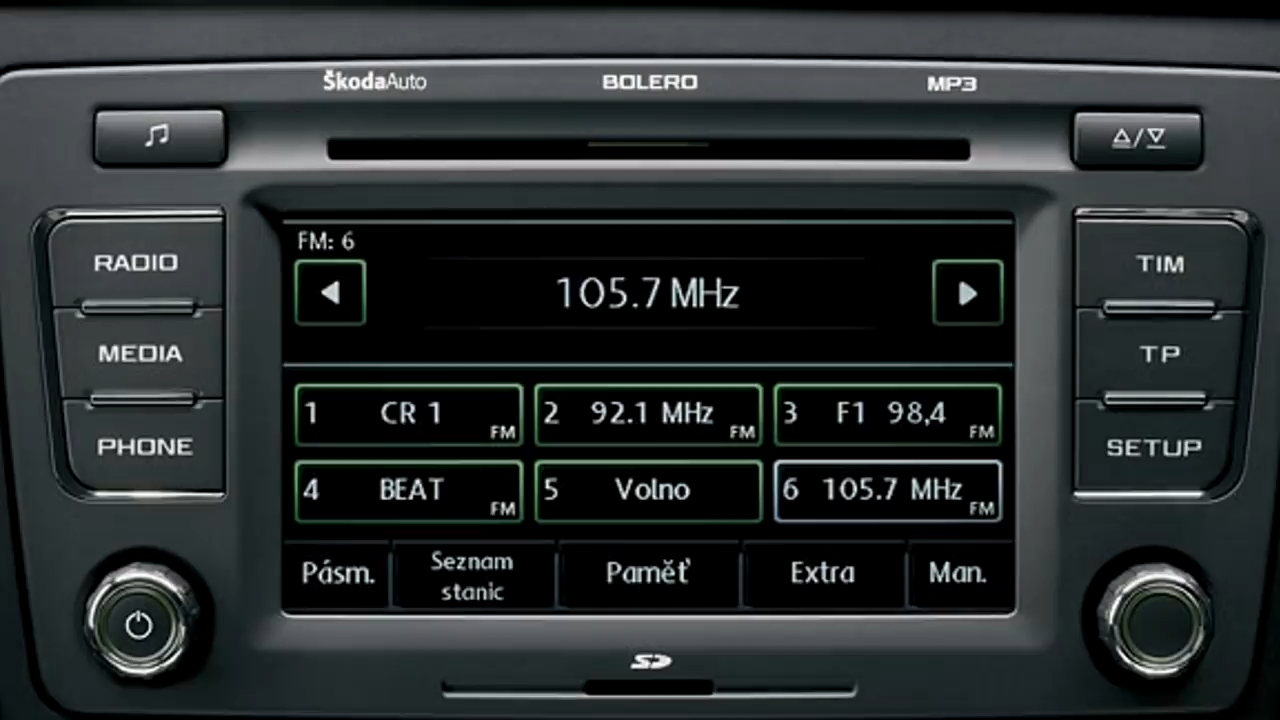 ŠkodaAuto BOLERO MP3
RADIO
MEDIA
PHONE
FM: 6
105.7 MHz
1 CR 1 FM
2 92.1 MHz FM
3 F1 98,4 FM
4 BEAT FM
5 Volno
6 105.7 MHz FM
Pásm.
Seznam
stanic
Paměť
Extra
Man.
TIM
TP
SETUP
SD